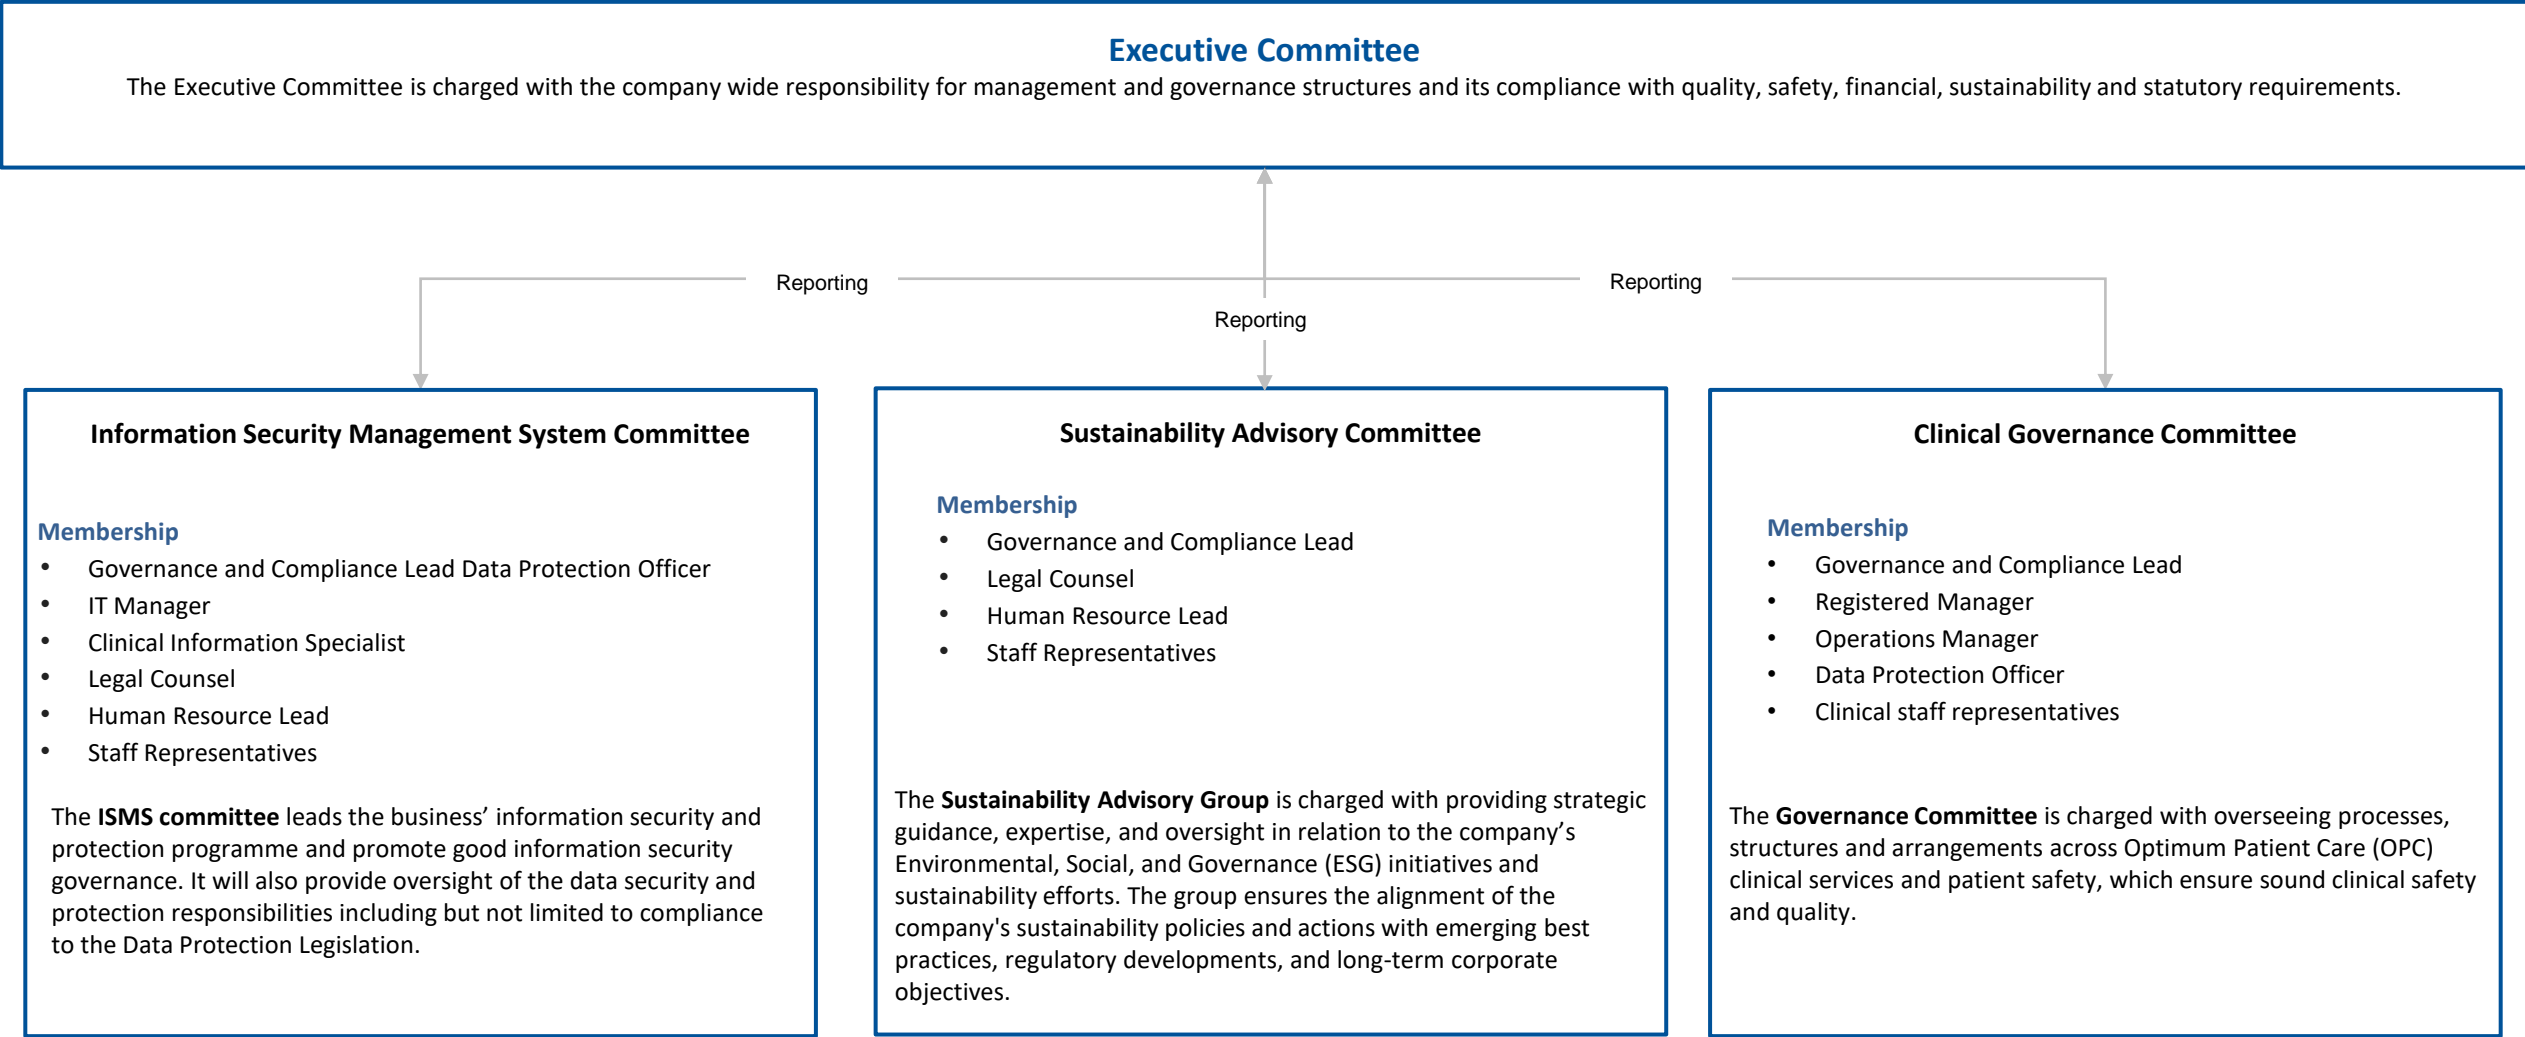 Executive Committee
The Executive Committee is charged with the company wide responsibility for management and governance structures and its compliance with quality, safety, financial, sustainability and statutory requirements.
Reporting
Reporting
Reporting
Information Security Management System Committee
Membership
• Governance and Compliance Lead Data Protection Officer
• IT Manager
• Clinical Information Specialist
• Legal Counsel
• Human Resource Lead
• Staff Representatives
The ISMS committee leads the business’ information security and
protection programme and promote good information security
governance. It will also provide oversight of the data security and
protection responsibilities including but not limited to compliance
to the Data Protection Legislation.
Sustainability Advisory Committee
Membership
• Governance and Compliance Lead
• Legal Counsel
• Human Resource Lead
• Staff Representatives
The Sustainability Advisory Group is charged with providing strategic
guidance, expertise, and oversight in relation to the company’s
Environmental, Social, and Governance (ESG) initiatives and
sustainability efforts. The group ensures the alignment of the
company's sustainability policies and actions with emerging best
practices, regulatory developments, and long-term corporate
objectives.
Clinical Governance Committee
Membership
• Governance and Compliance Lead
• Registered Manager
• Operations Manager
• Data Protection Officer
• Clinical staff representatives
The Governance Committee is charged with overseeing processes,
structures and arrangements across Optimum Patient Care (OPC)
clinical services and patient safety, which ensure sound clinical safety
and quality.